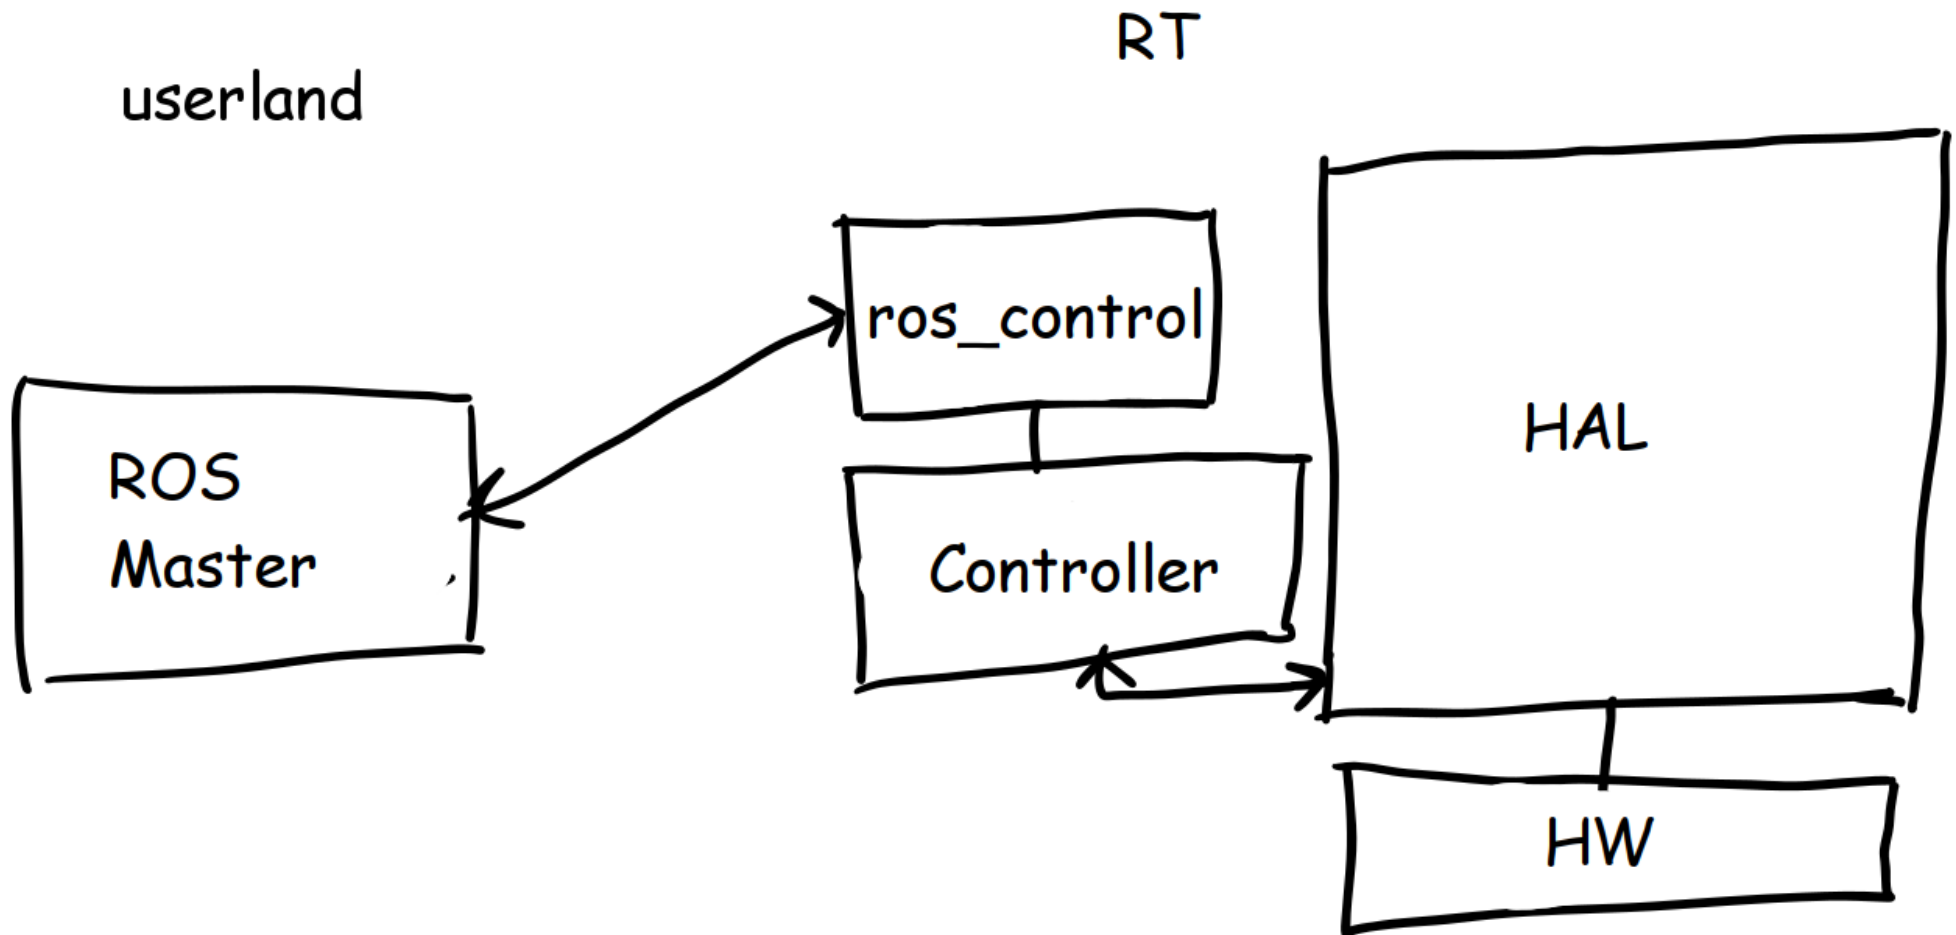 RT
userland
ros_control
ROS
Master
Controller
HAL
HW